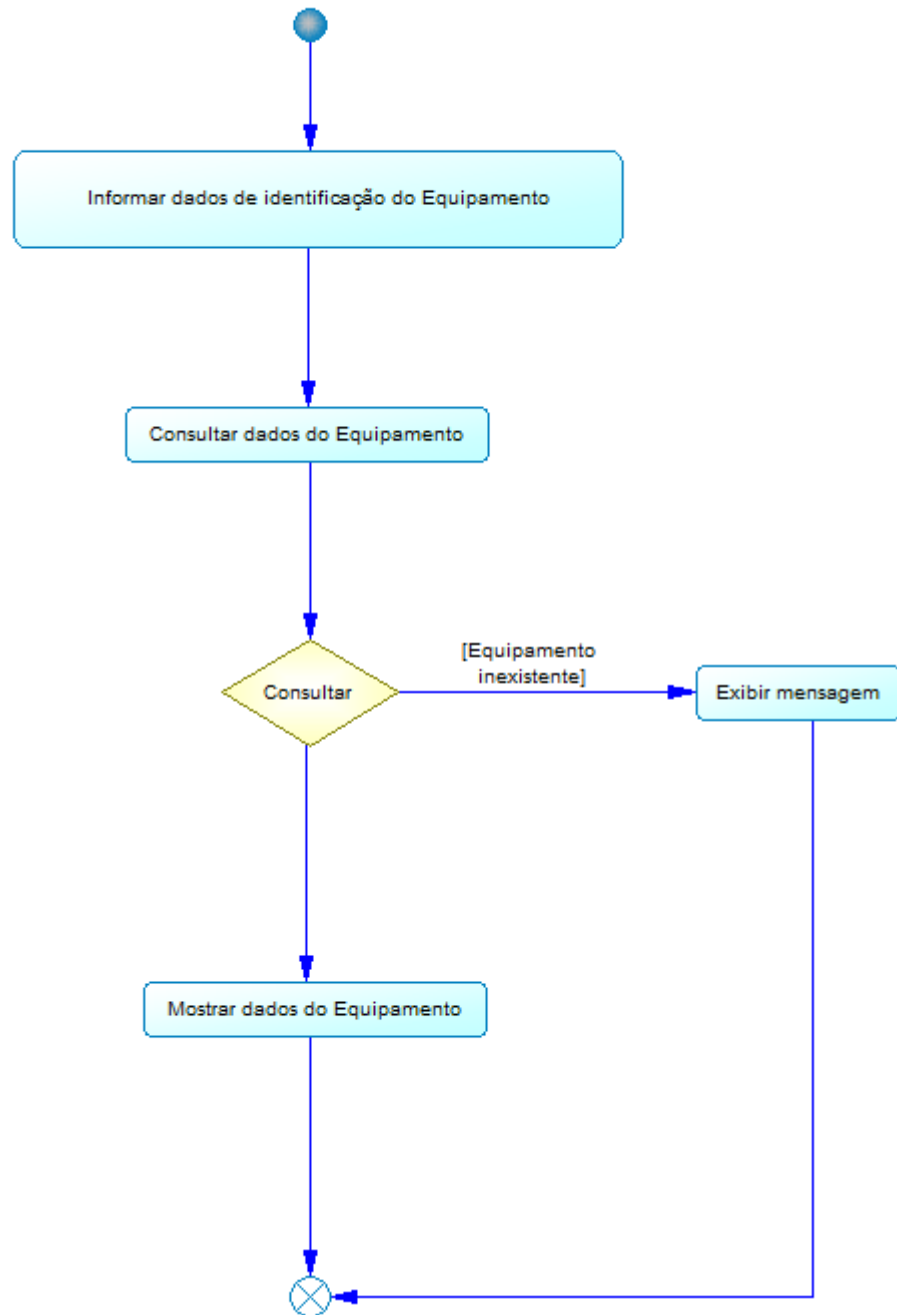 Informar dados de identificação do Equipamento
Consultar dados do Equipamento
[Equipamento
inexistente]
Consultar
Exibir mensagem
Mostrar dados do Equipamento